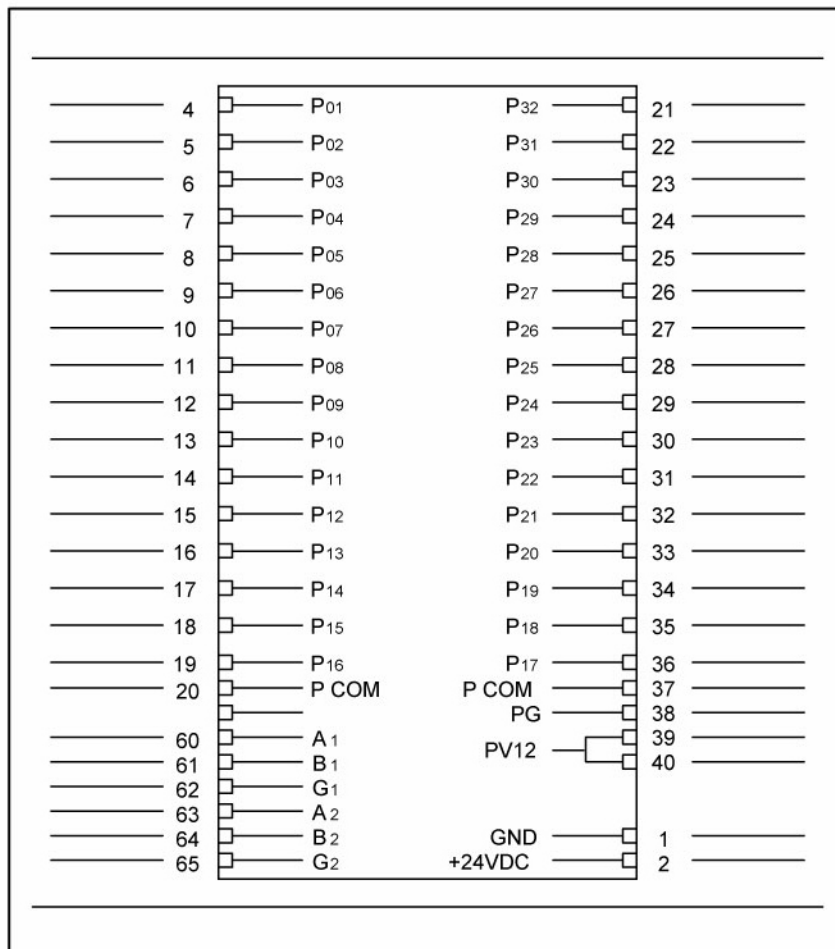 4 P01 P32 21
5 P02 P31 22
6 P03 P30 23
7 P04 P29 24
8 P05 P28 25
9 P06 P27 26
10 P07 P26 27
11 P08 P25 28
12 P09 P24 29
13 P10 P23 30
14 P11 P22 31
15 P12 P21 32
16 P13 P20 33
17 P14 P19 34
18 P15 P18 35
19 P16 P17 36
20 P COM P COM 37
PG 38
60 A1 PV12 39
61 B1 40
62 G1
63 A2
64 B2 GND 1
65 G2 +24VDC 2